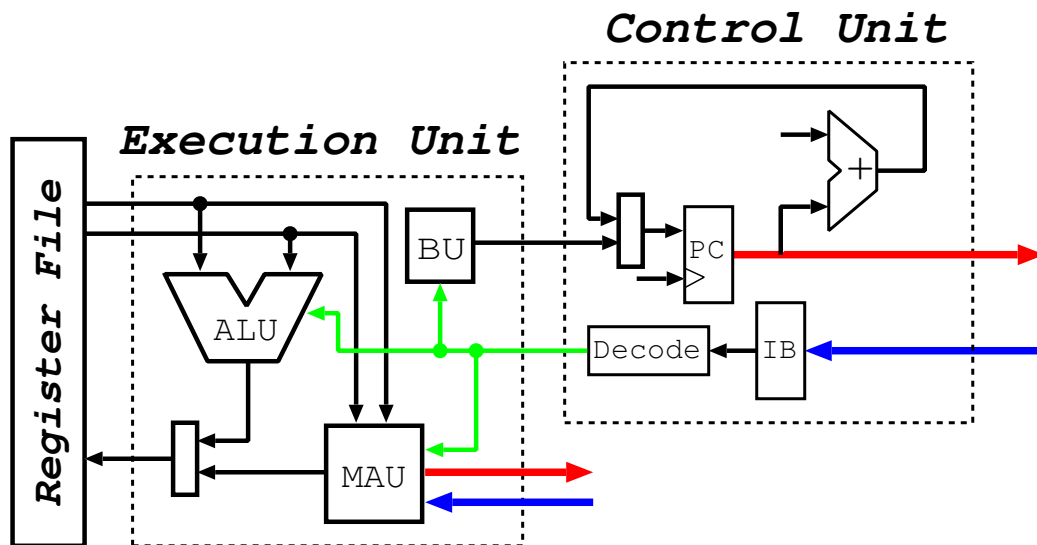 Control Unit
Execution Unit
Register File
BU
PC
+
ALU
Decode
IB
MAU